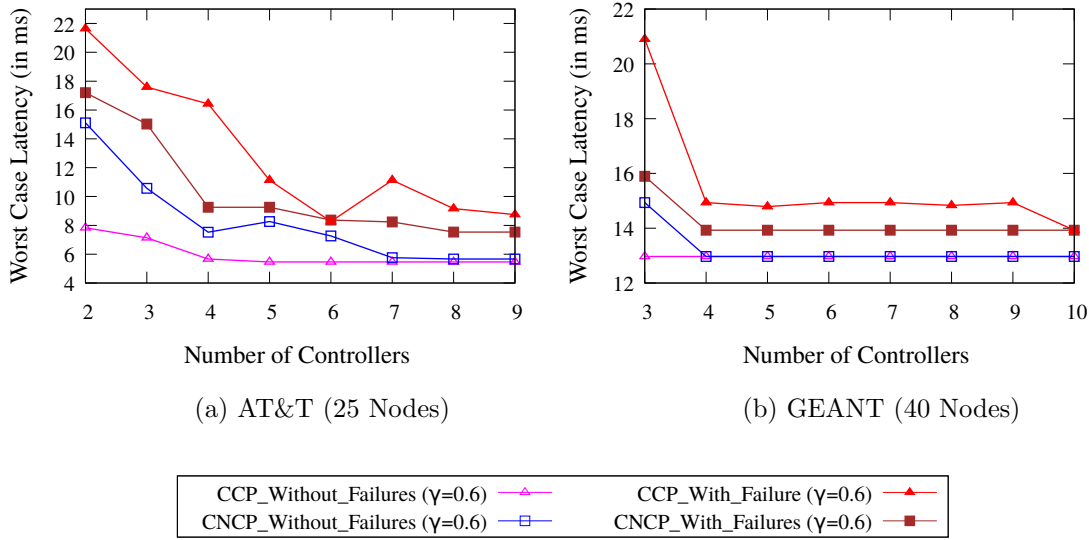 Worst Case Latency (in ms)
22
20
18
16
14
12
10
8
6
4
2 3 4 5 6 7 8 9
Number of Controllers
(a) AT&T (25 Nodes)
Worst Case Latency (in ms)
22
20
18
16
14
12
3 4 5 6 7 8 9 10
Number of Controllers
(b) GEANT (40 Nodes)
CCP_Without_Failures (γ=0.6)
CNCP_Without_Failures (γ=0.6)
CCP_With_Failure (γ=0.6)
CNCP_With_Failures (γ=0.6)